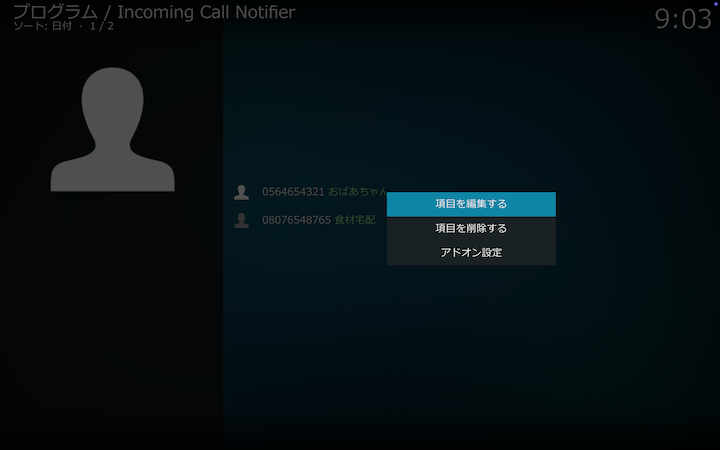 プログラム / Incoming Call Notifier
ソート: 日付 · 1 / 2
9:03
0564654321 おばあちゃん
08076548765 食材宅配
項目を編集する
項目を削除する
アドオン設定